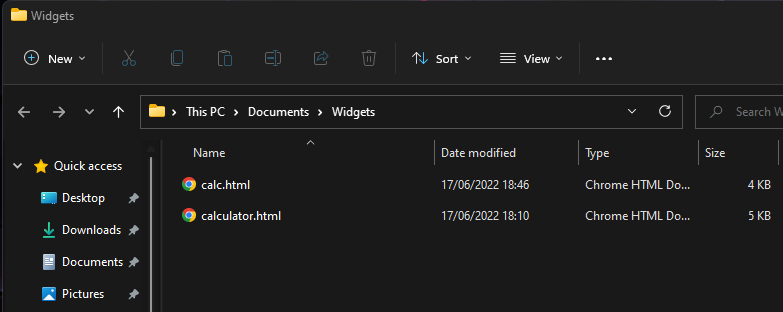 Widgets
New Sort View
This PC Documents Widgets Search W
Name Date modified Type Size
Quick access
calc.html 17/06/2022 18:46 Chrome HTML Do... 4 KB
Desktop
calculator.html 17/06/2022 18:10 Chrome HTML Do... 5 KB
Downloads
Documents
Pictures